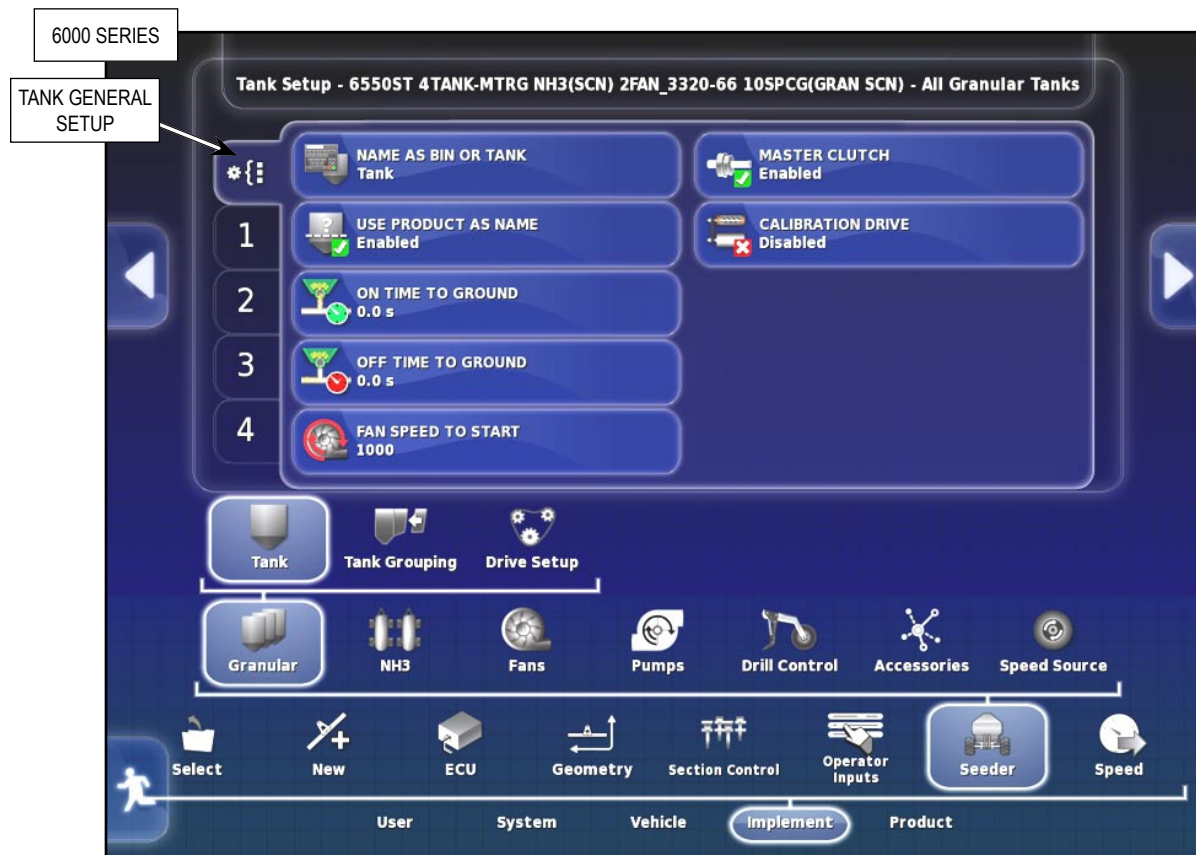 6000 SERIES
TANK GENERAL
SETUP
Tank Setup - 6550ST 4TANK-MTRG NH3(SCN) 2FAN_3320-66 10SPCG(GRAN SCN) - All Granular Tanks
NAME AS BIN OR TANK
Tank
MASTER CLUTCH
Enabled
1
USE PRODUCT AS NAME
Enabled
CALIBRATION DRIVE
Disabled
2
ON TIME TO GROUND
0.0 s
3
OFF TIME TO GROUND
0.0 s
4
FAN SPEED TO START
1000
Tank
Tank Grouping
Drive Setup
Granular
NH3
Fans
Pumps
Drill Control
Accessories
Speed Source
Select
New
ECU
Geometry
Section Control
Operator
Inputs
Seeder
Speed
User
System
Vehicle
Implement
Product